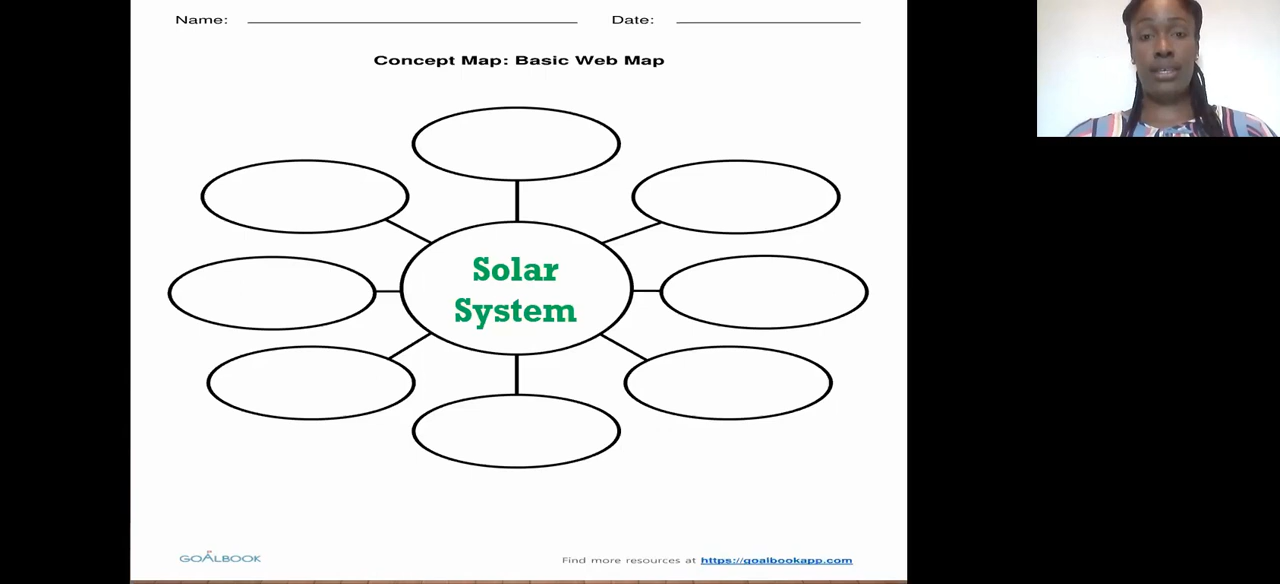 Name: Date:
Concept Map: Basic Web Map
Solar
System
GOALBOOK
Find more resources at https://goalbookapp.com